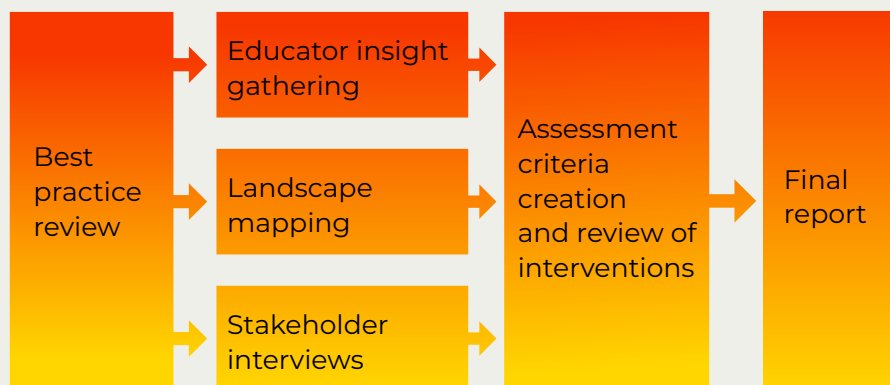 Best
practice
review
Educator insight
gathering
Landscape
mapping
Stakeholder
interviews
Assessment
criteria
creation
and review of
interventions
Final
report